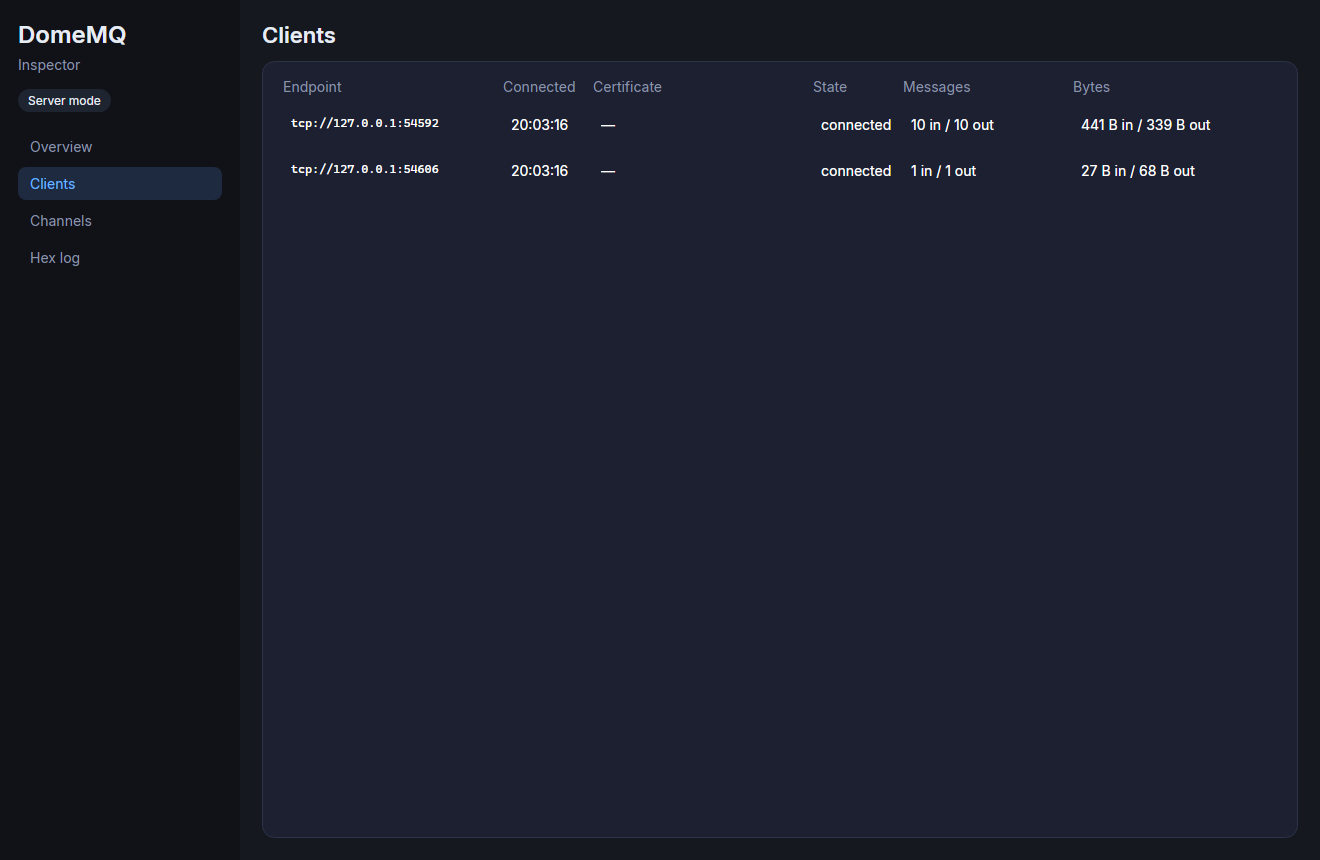 DomeMQ
Inspector
Server mode
Overview
Clients
Channels
Hex log
Clients
Endpoint Connected Certificate State Messages Bytes
tcp://127.0.0.1:54592 20:03:16 — connected 10 in / 10 out 441 B in / 339 B out
tcp://127.0.0.1:54606 20:03:16 — connected 1 in / 1 out 27 B in / 68 B out